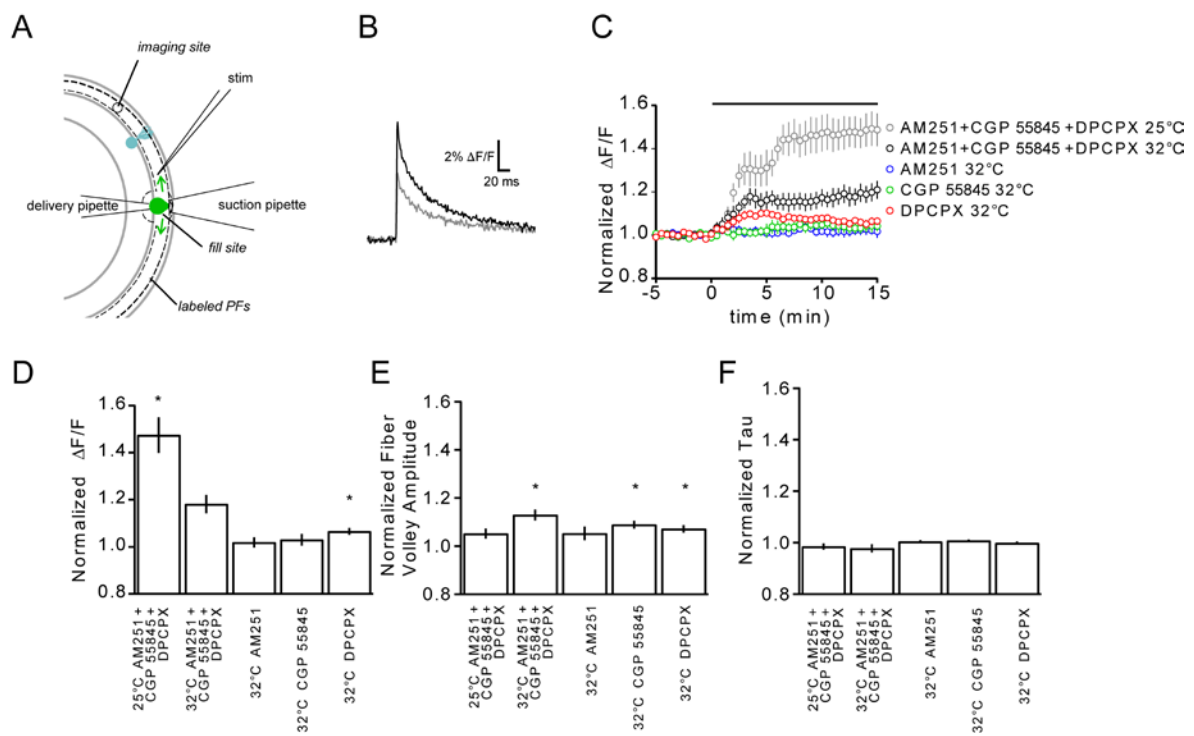 A
imaging site
stim
delivery pipette
suction pipette
fill site
labeled PFs
B
2% ΔF/F
20 ms
C
Normalized ΔF/F
1.6
1.4
1.2
1.0
0.8
-5
0
5
10
15
time (min)
AM251+CGP 55845+DPCPX 25°C
AM251+CGP 55845+DPCPX 32°C
AM251 32°C
CGP 55845 32°C
DPCPX 32°C
D
Normalized ΔF/F
1.6
1.4
1.2
1.0
0.8
*
*
25°C AM251+
CGP 55845+
DPCPX
32°C AM251+
CGP 55845+
DPCPX
32°C AM251
32°C CGP 55845
32°C DPCPX
E
Normalized Fiber
Volley Amplitude
1.6
1.4
1.2
1.0
0.8
*
*
*
25°C AM251+
CGP 55845+
DPCPX
32°C AM251+
CGP 55845+
DPCPX
32°C AM251
32°C CGP 55845
32°C DPCPX
F
Normalized Tau
1.6
1.4
1.2
1.0
0.8
25°C AM251+
CGP 55845+
DPCPX
32°C AM251+
CGP 55845+
DPCPX
32°C AM251
32°C CGP 55845
32°C DPCPX